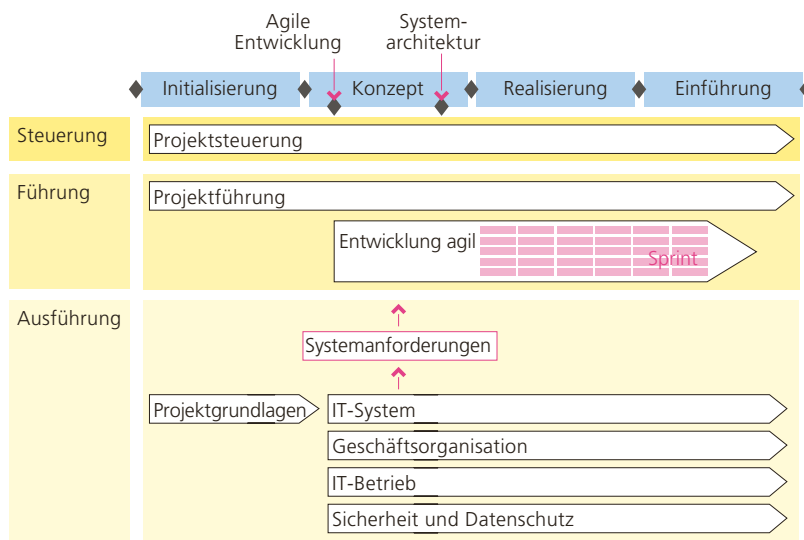 Agile
Entwicklung
System-
architektur
Initialisierung
Konzept
Realisierung
Einführung
Steuerung
Projektsteuerung
Führung
Projektführung
Entwicklung agil
Sprint
Ausführung
Systemanforderungen
Projektgrundlagen
IT-System
Geschäftsorganisation
IT-Betrieb
Sicherheit und Datenschutz